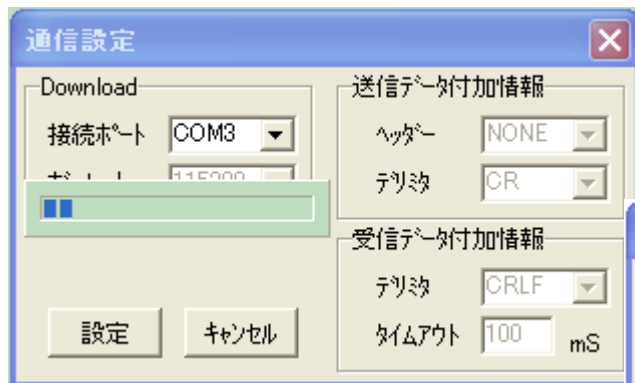 通信設定
Download
接続ﾎﾟｰﾄ COM3
送信ﾃﾞｰﾀ付加情報
ﾍｯﾀﾞｰ NONE
ﾃﾞﾘﾐﾀ CR
受信ﾃﾞｰﾀ付加情報
ﾃﾞﾘﾐﾀ CRLF
ﾀｲﾑｱｳﾄ 100 mS
設定 ｷｬﾝｾﾙ